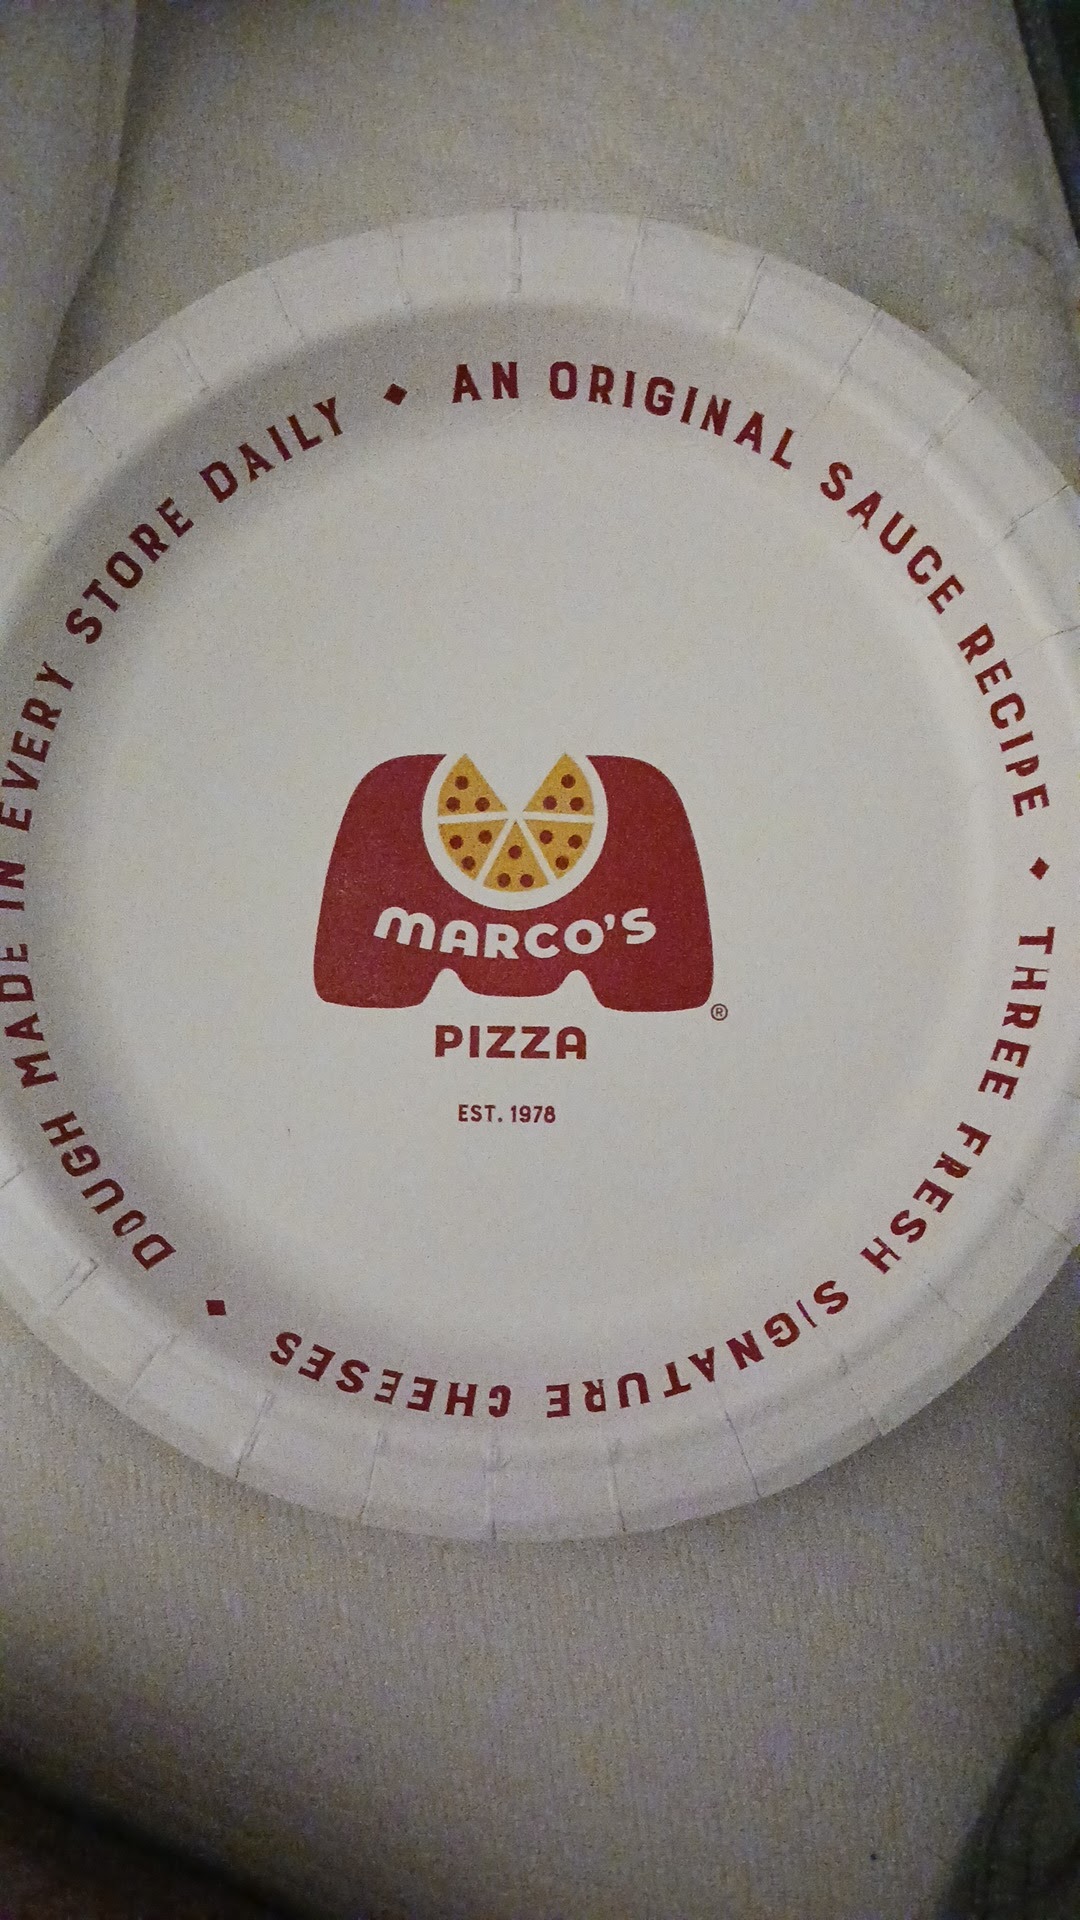 DOUGH MADE IN EVERY STORE DAILY ◆ AN ORIGINAL SAUCE RECIPE ◆ THREE FRESH SIGNATURE CHEESES ◆
MARCO'S
®
PIZZA
EST. 1978